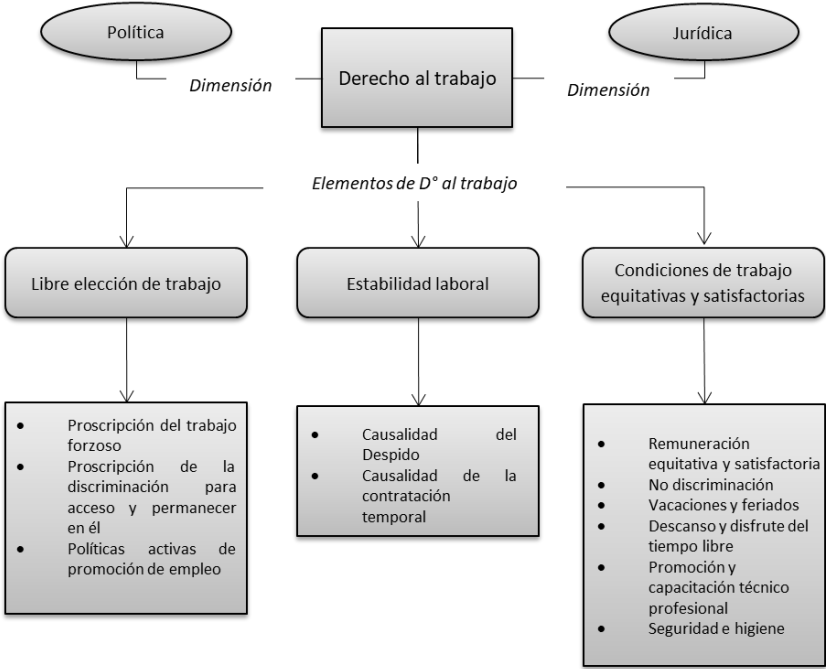 Política
Jurídica
Derecho al trabajo
Dimensión
Dimensión
Elementos de D° al trabajo
Libre elección de trabajo
Estabilidad laboral
Condiciones de trabajo
equitativas y satisfactorias
• Proscripción del trabajo
forzoso
• Proscripción de la
discriminación para
acceso y permanecer
en él
• Políticas activas de
promoción de empleo
• Causalidad del
Despido
• Causalidad de la
contratación
temporal
• Remuneración
equitativa y satisfactoria
• No discriminación
• Vacaciones y feriados
• Descanso y disfrute del
tiempo libre
• Promoción y
capacitación técnico
profesional
• Seguridad e higiene